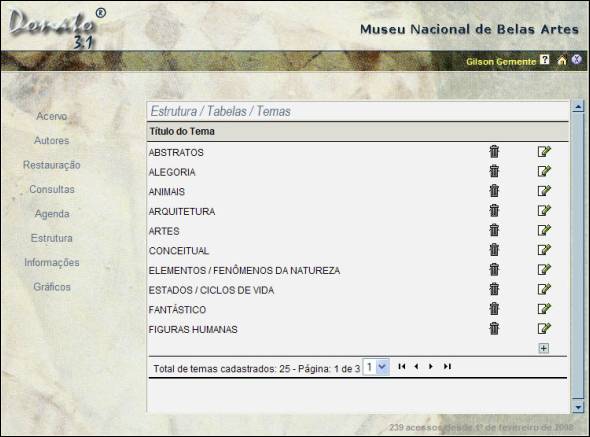 Donato®
3.1
Museu Nacional de Belas Artes
Gilson Gemente ?
Acervo
Autores
Restauração
Consultas
Agenda
Estrutura
Informações
Gráficos
Estrutura / Tabelas / Temas
Título do Tema
ABSTRATOS
ALEGORIA
ANIMAIS
ARQUITETURA
ARTES
CONCEITUAL
ELEMENTOS / FENÔMENOS DA NATUREZA
ESTADOS / CICLOS DE VIDA
FANTÁSTICO
FIGURAS HUMANAS
Total de temas cadastrados: 25 - Página: 1 de 3 1
239 acessos desde 1º de fevereiro de 2008